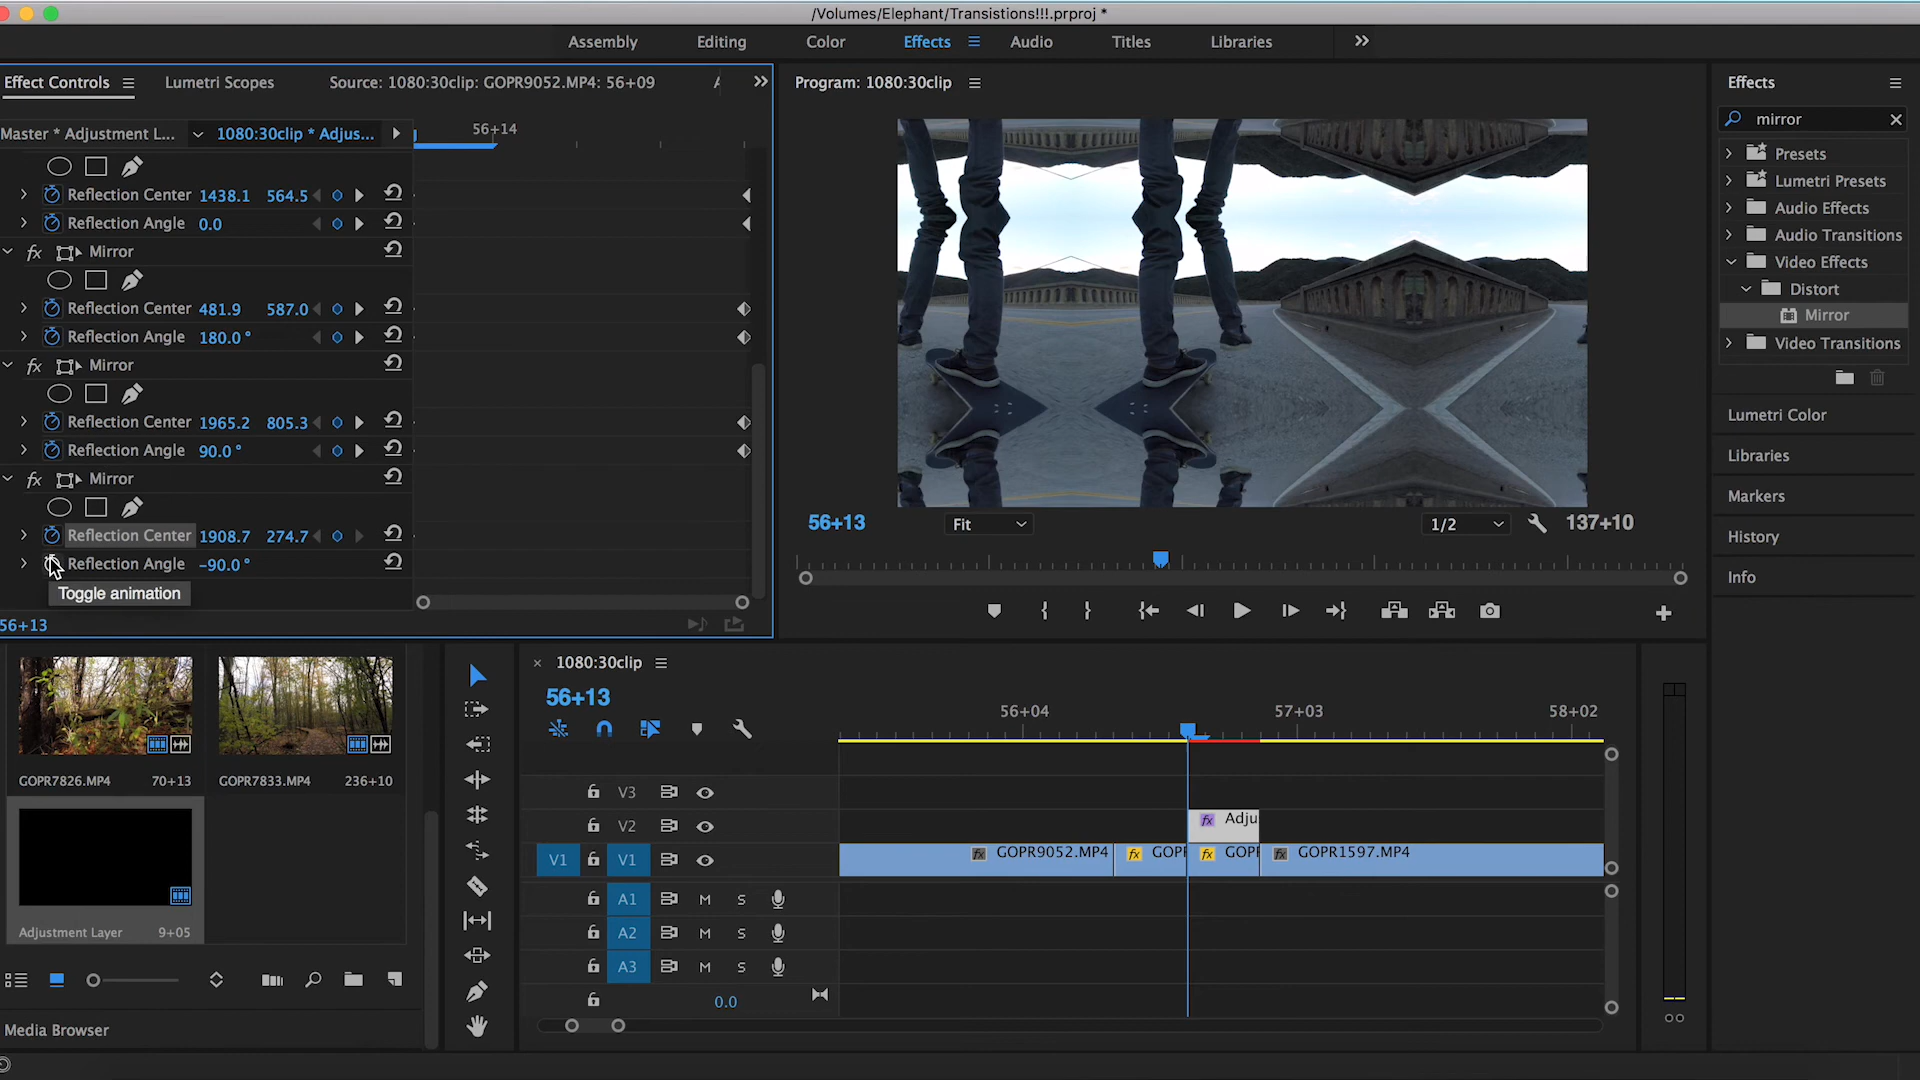 /Volumes/Elephant/Transistions!!!.prproj *
Assembly Editing Color Effects Audio Titles Libraries
Effect Controls Lumetri Scopes Source: 1080:30clip: GOPR9052.MP4: 56+09
Program: 1080:30clip
Effects
Master * Adjustment L... 1080:30clip * Adjus... 56+14
mirror
Presets
Lumetri Presets
Audio Effects
Audio Transitions
Video Effects
Distort
Mirror
Video Transitions
Reflection Center 1438.1 564.5
Reflection Angle 0.0
fx Mirror
Reflection Center 481.9 587.0
Reflection Angle 180.0 °
fx Mirror
Reflection Center 1965.2 805.3
Reflection Angle 90.0 °
fx Mirror
Reflection Center 1908.7 274.7
Reflection Angle -90.0 °
Toggle animation
56+13
56+13 Fit 1/2 137+10
Lumetri Color
Libraries
Markers
History
Info
GOPR7826.MP4 70+13
GOPR7833.MP4 236+10
Adjustment Layer 9+05
Media Browser
× 1080:30clip
56+13
56+04 57+03 58+02
V3
V2 fx Adju
V1 V1 fx GOPR9052.MP4 fx GOPR fx GOPR fx GOPR1597.MP4
A1 M S
A2 M S
A3 M S
0.0